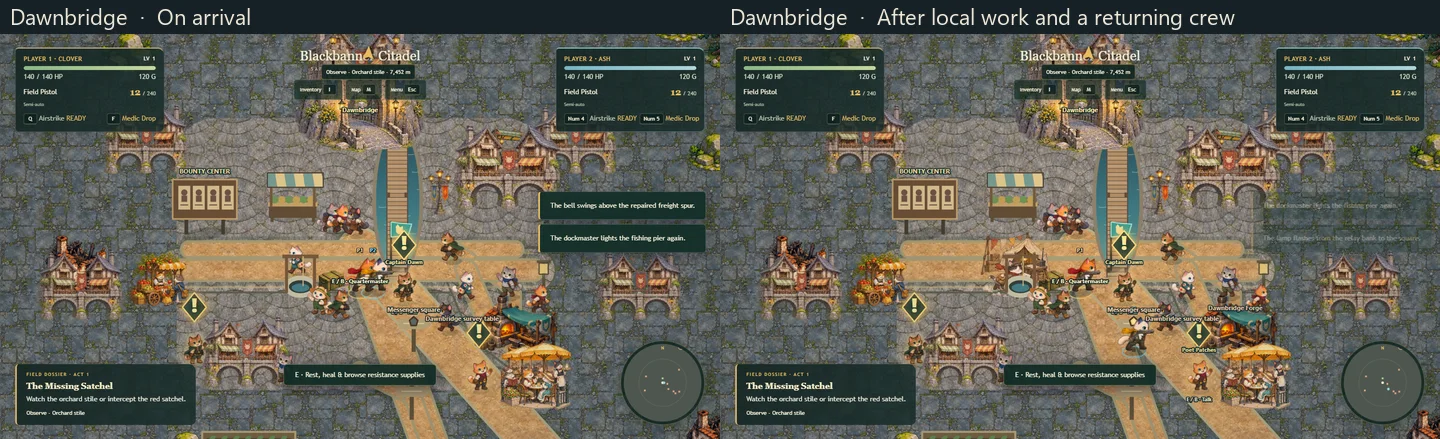 Dawnbridge · On arrival
PLAYER 1 · CLOVER LV 1
140 / 140 HP 120 G
Field Pistol 12 / 240
Semi-auto
Q Airstrike READY F Medic Drop
Blackbann Citadel
Observe · Orchard stile · 7,452 m
Inventory I Map M Menu Esc
Dawnbridge
PLAYER 2 · ASH LV 1
140 / 140 HP 120 G
Field Pistol 12 / 240
Semi-auto
Num 4 Airstrike READY Num 5 Medic Drop
BOUNTY CENTER
The bell swings above the repaired freight spur.
The dockmaster lights the fishing pier again.
P1 P2
Captain Dawn
E / B · Quartermaster
Messenger square
Dawnbridge survey table
FIELD DOSSIER · ACT 1
The Missing Satchel
Watch the orchard stile or intercept the red satchel.
Observe · Orchard stile
E · Rest, heal & browse resistance supplies
Dawnbridge · After local work and a returning crew
PLAYER 1 · CLOVER LV 1
140 / 140 HP 120 G
Field Pistol 12 / 240
Semi-auto
Q Airstrike READY F Medic Drop
Blackbann Citadel
Observe · Orchard stile · 7,452 m
Inventory I Map M Menu Esc
Dawnbridge
PLAYER 2 · ASH LV 1
140 / 140 HP 120 G
Field Pistol 12 / 240
Semi-auto
Num 4 Airstrike READY Num 5 Medic Drop
BOUNTY CENTER
The dockmaster lights the fishing pier again.
P1
Captain Dawn
E / B · Quartermaster
Messenger square
Dawnbridge Forge
Dawnbridge survey table
Poet Patches
E / B · Talk
FIELD DOSSIER · ACT 1
The Missing Satchel
Watch the orchard stile or intercept the red satchel.
Observe · Orchard stile
E · Rest, heal & browse resistance supplies